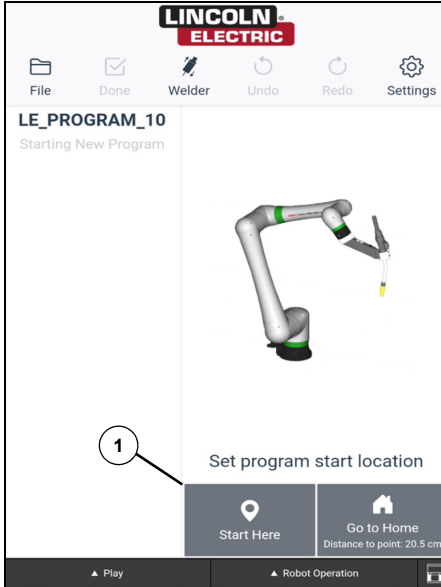 LINCOLN
ELECTRIC
File
Done
Welder
Undo
Redo
Settings
LE_PROGRAM_10
Starting New Program
1
Set program start location
Start Here
Go to Home
Distance to point: 20.5 cm
▲ Play
▲ Robot Operation